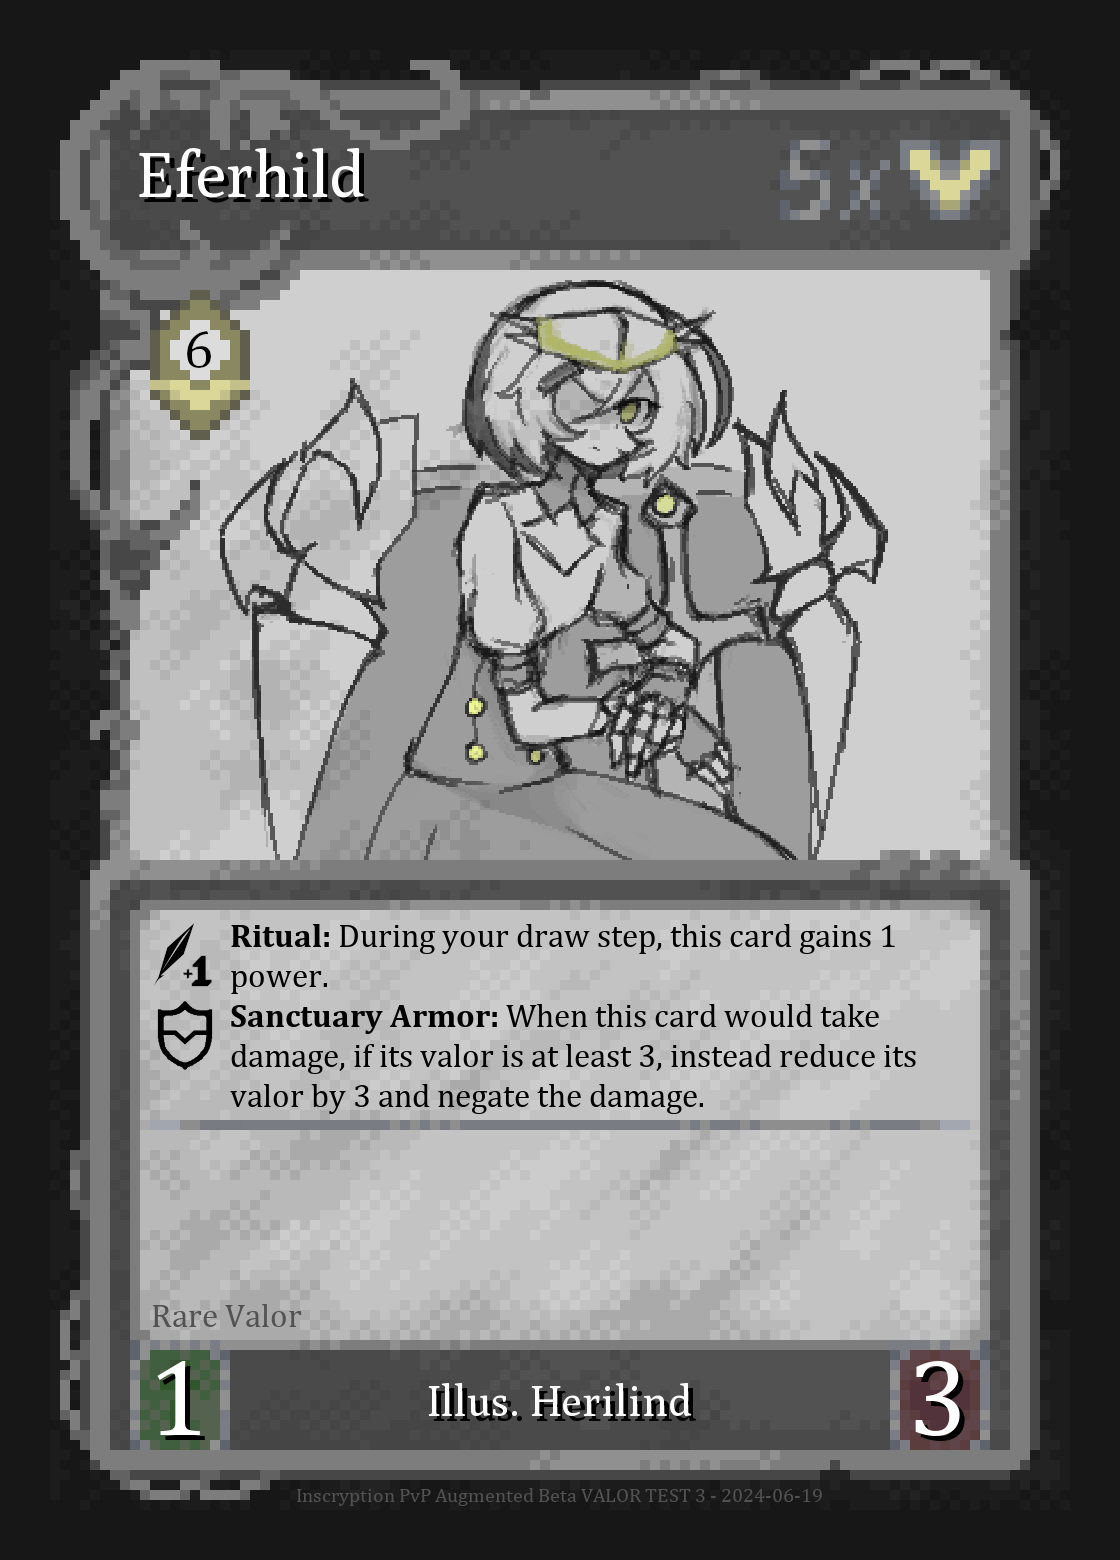 Eferhild
5x
6
+1
Ritual: During your draw step, this card gains 1
power.
Sanctuary Armor: When this card would take
damage, if its valor is at least 3, instead reduce its
valor by 3 and negate the damage.
Rare Valor
1
Illus. Herilind
3
Inscryption PvP Augmented Beta VALOR TEST 3 - 2024-06-19